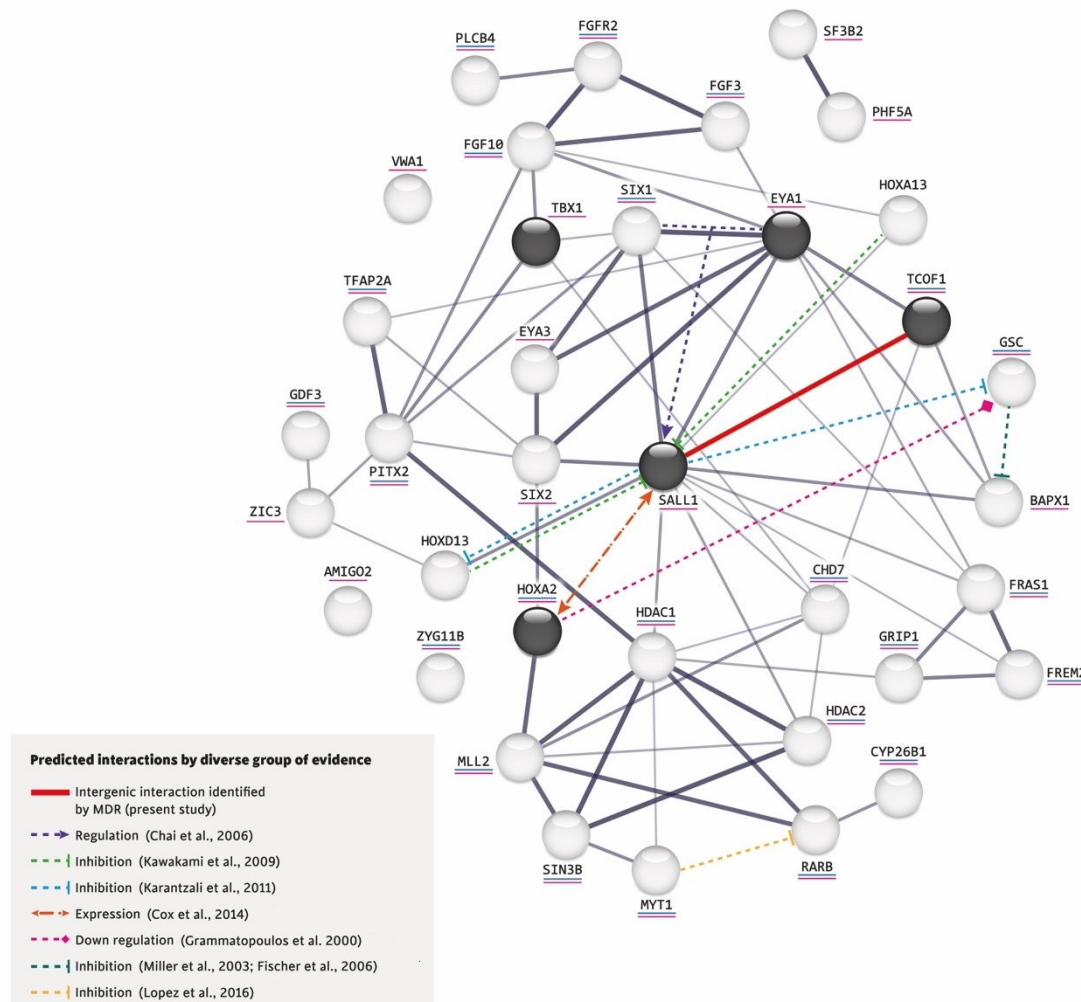 FGFR2
SF3B2
PLCB4
FGF3
PHF5A
FGF10
VWA1
SIX1
EYA1
HOXA13
TBX1
TFAP2A
TCOF1
EYA3
GSC
GDF3
PITX2
SIX2
SALL1
BAPX1
ZIC3
HOXD13
AMIGO2
CHD7
HOXA2
HDAC1
FRAS1
ZYG11B
GRIP1
FREM2
HDAC2
CYP26B1
MLL2
SIN3B
RARB
MYT1
Predicted interactions by diverse group of evidence
Intergenic interaction identified
by MDR (present study)
Regulation (Chai et al., 2006)
Inhibition (Kawakami et al., 2009)
Inhibition (Karantzali et al., 2011)
Expression (Cox et al., 2014)
Down regulation (Grammatopoulos et al. 2000)
Inhibition (Miller et al., 2003; Fischer et al., 2006)
Inhibition (Lopez et al., 2016)